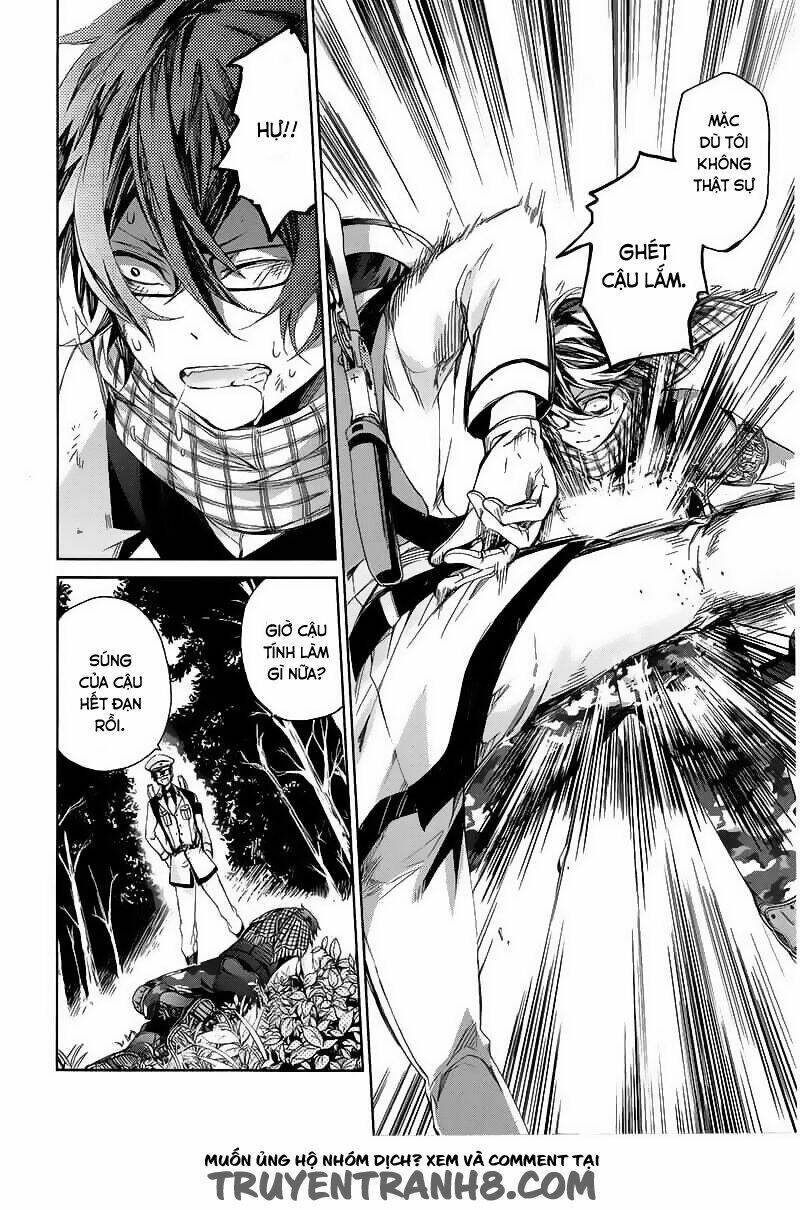 MẶC
DÙ TÔI
KHÔNG
THẬT SỰ
GHÉT
CẬU LẮM.
HỰ!!
GIỜ CẬU
TÍNH LÀM
GÌ NỮA?
SÚNG
CỦA CẬU
HẾT ĐẠN
RỒI.
MUỐN ỦNG HỘ NHÓM DỊCH? XEM VÀ COMMENT TẠI
TRUYENTRANH8.COM